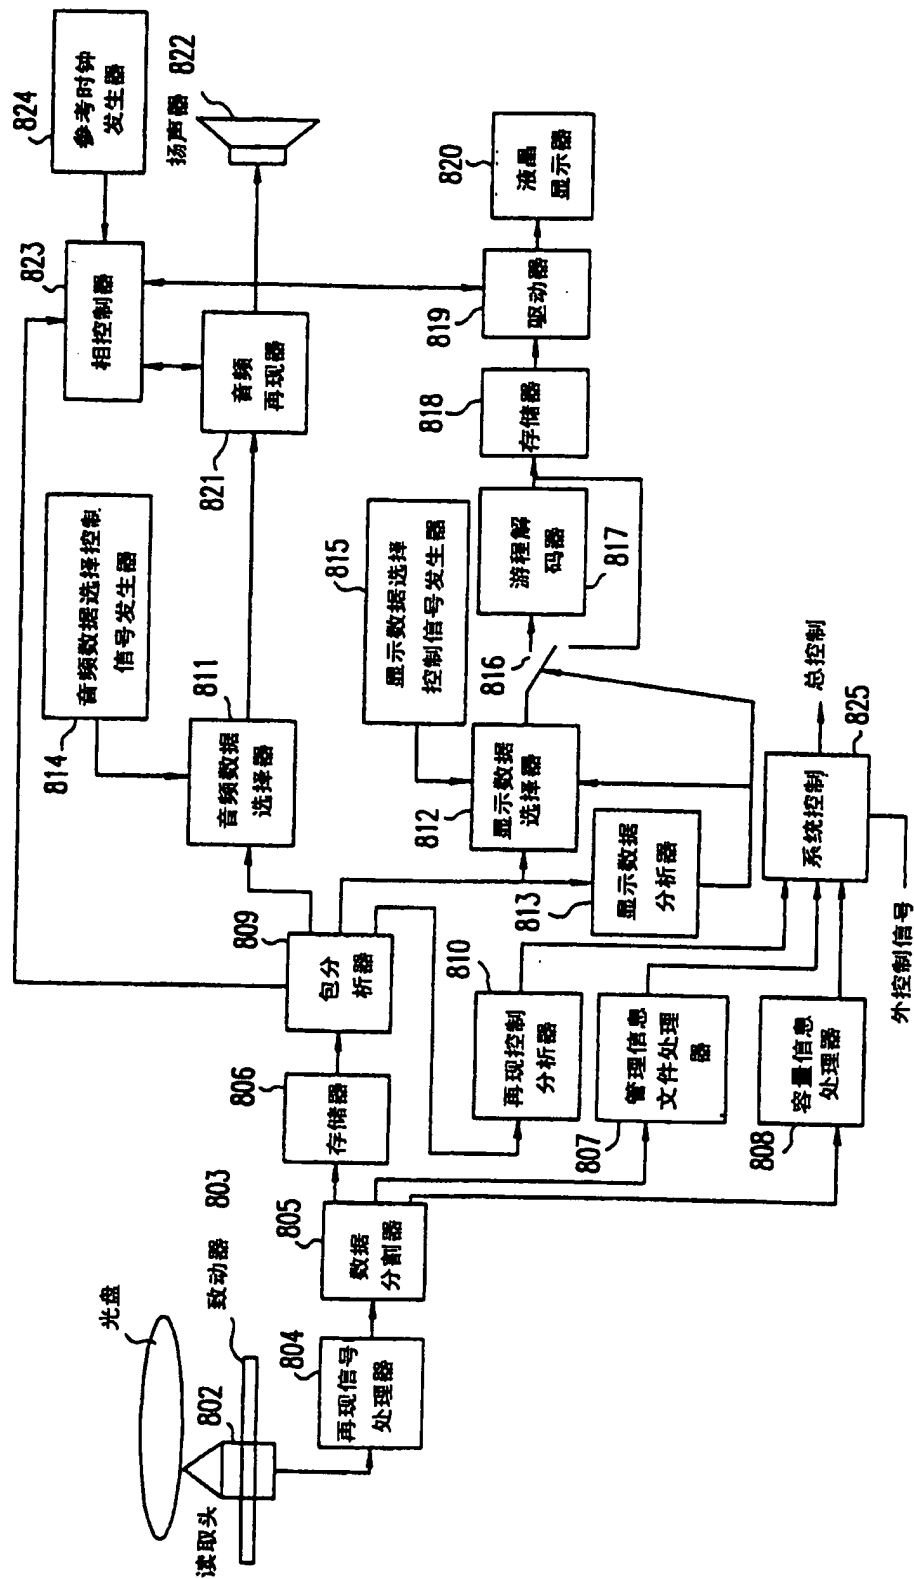 光盘
读取头
802
致动器 803
再现信号
处理器
804
数据
分割器
805
存储器
806
包分
析器
809
再现控制
分析器
810
管理信息
文件处理
器
807
容量信息
处理器
808
音频数据
选择器
811
音频数据选择控制
信号发生器
814
显示数据
选择器
812
显示数据
分析器
813
显示数据选择
控制信号发生器
815
816
游程解
码器
817
存储器
818
驱动器
819
液晶
显示器
820
音频
再现器
821
扬声器 822
相控制器
823
参考时钟
发生器
824
系统控制
825
总控制
外控制信号